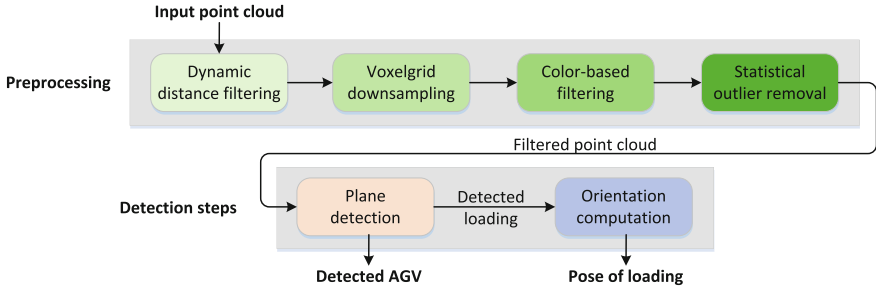 Input point cloud
Preprocessing
Dynamic
distance filtering
Voxelgrid
downsampling
Color-based
filtering
Statistical
outlier removal
Filtered point cloud
Detection steps
Plane
detection
Detected
loading
Orientation
computation
Detected AGV
Pose of loading